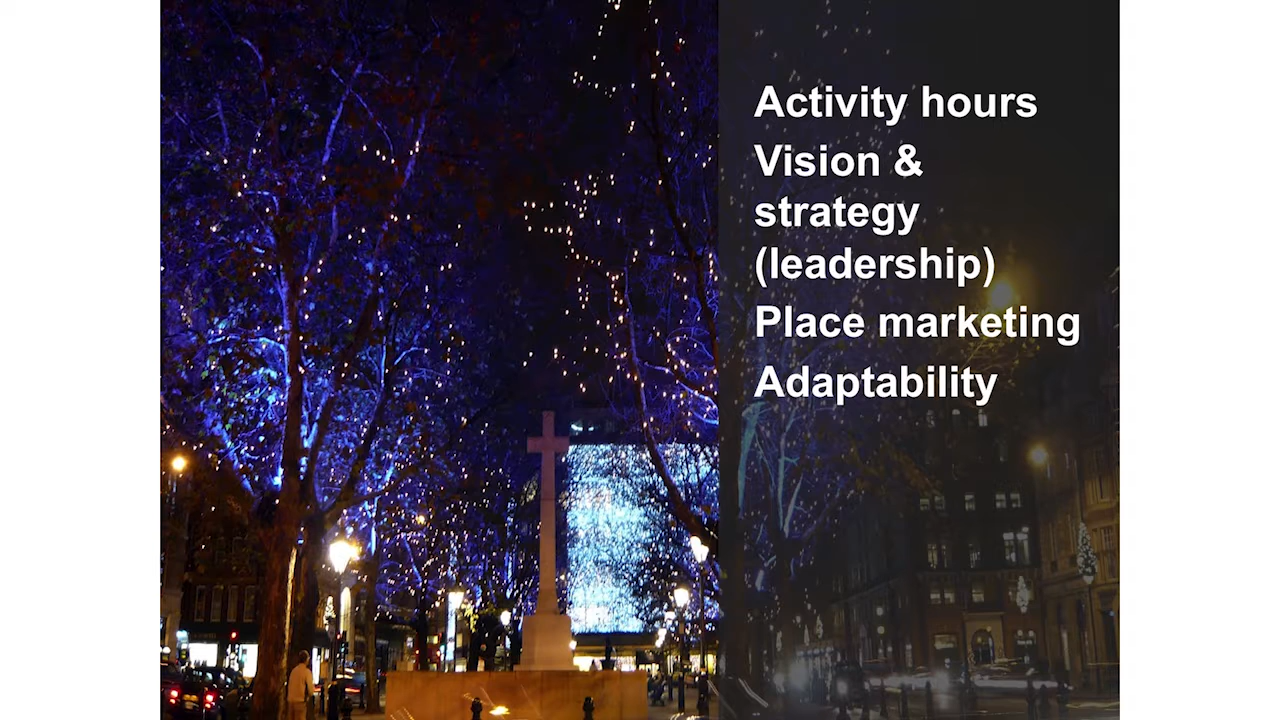 Activity hours
Vision &
strategy
(leadership)
Place marketing
Adaptability